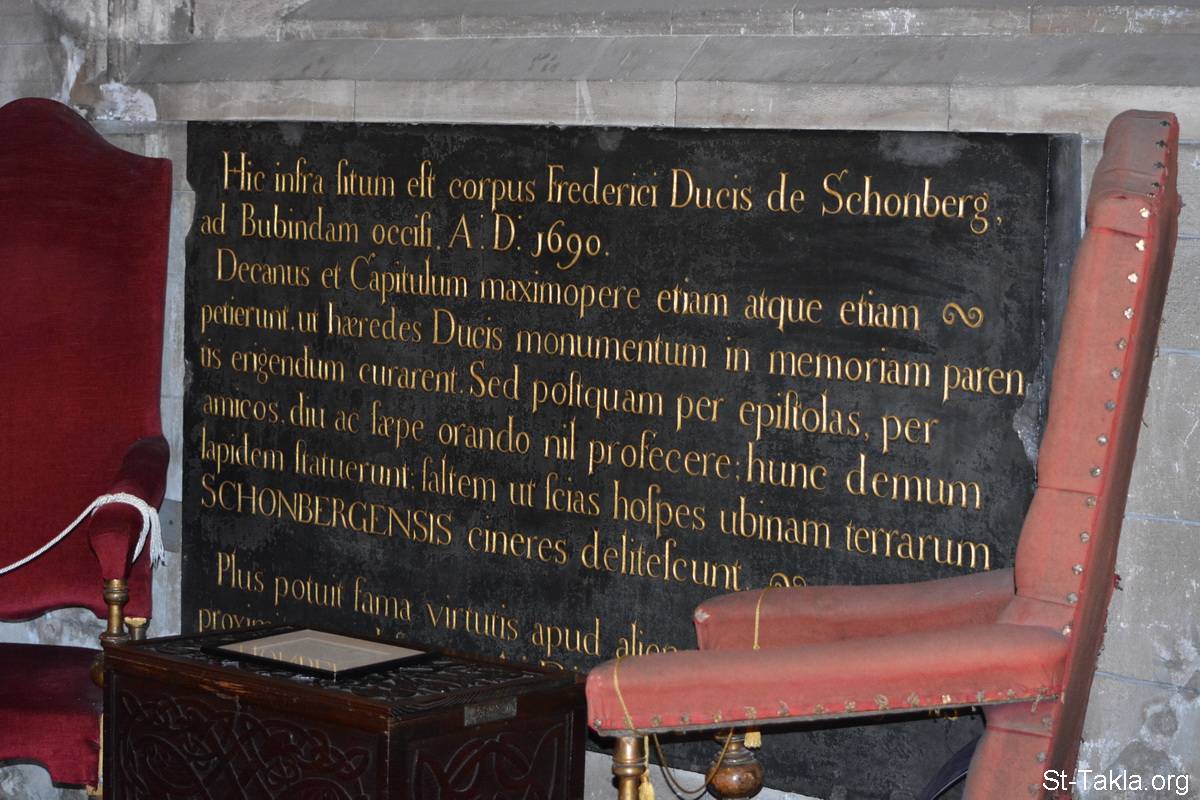 Hic infra ſitum eſt corpus Frederici Ducis de Schonberg,
ad Bubindam occiſi. A.D. 1690.
Decanus et Capitulum maximopere etiam atque etiam
petierunt, ut hæredes Ducis monumentum in memoriam paren
tis erigendum curarent. Sed poſtquam per epiſtolas, per
amicos, diu ac ſæpe orando nil profecere; hunc demum
lapidem ſtatuerunt; ſaltem ut ſcias hoſpes ubinam terrarum
SCHONBERGENSIS cineres deliteſcunt.
Plus potuit fama virtutis apud alien
proxim
St-Takla.org